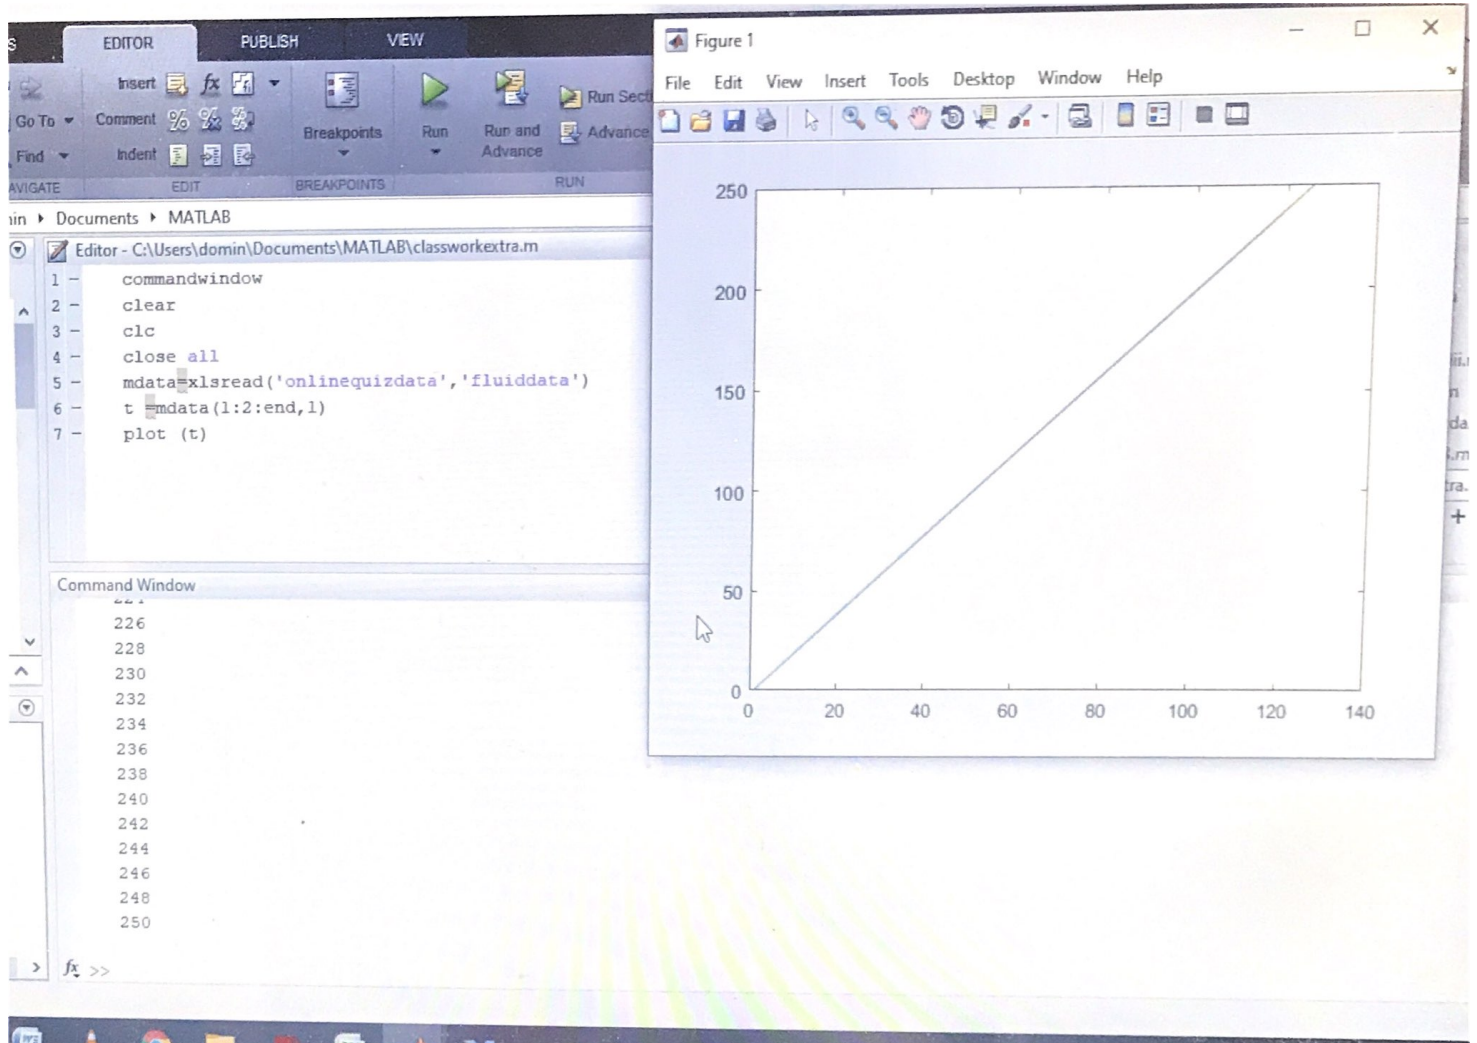 EDITOR PUBLISH VIEW
Insert fx
Go To Comment Breakpoints Run Run and Advance Run Secti
Advance
Find Indent
AVIGATE EDIT BREAKPOINTS RUN
Documents MATLAB
Editor - C:\Users\domin\Documents\MATLAB\classworkextra.m
1 - commandwindow
2 - clear
3 - clc
4 - close all
5 - mdata=xlsread('onlinequizdata','fluiddata')
6 - t =mdata(1:2:end,1)
7 - plot (t)
Command Window
226
228
230
232
234
236
238
240
242
244
246
248
250
fx >>
Figure 1
File Edit View Insert Tools Desktop Window Help
250
200
150
100
50
0
0 20 40 60 80 100 120 140